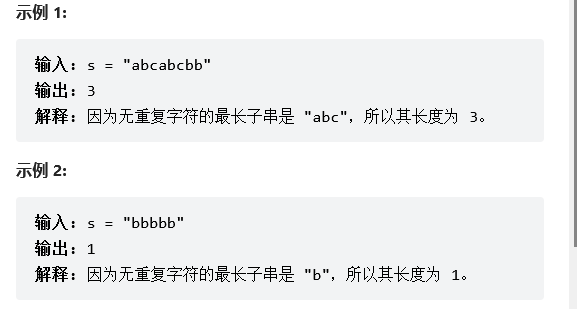 示例 1:
输入：s = "abcabcbb"
输出：3
解释：因为无重复字符的最长子串是 "abc"，所以其长度为 3。
示例 2:
输入：s = "bbbbb"
输出：1
解释：因为无重复字符的最长子串是 "b"，所以其长度为 1。